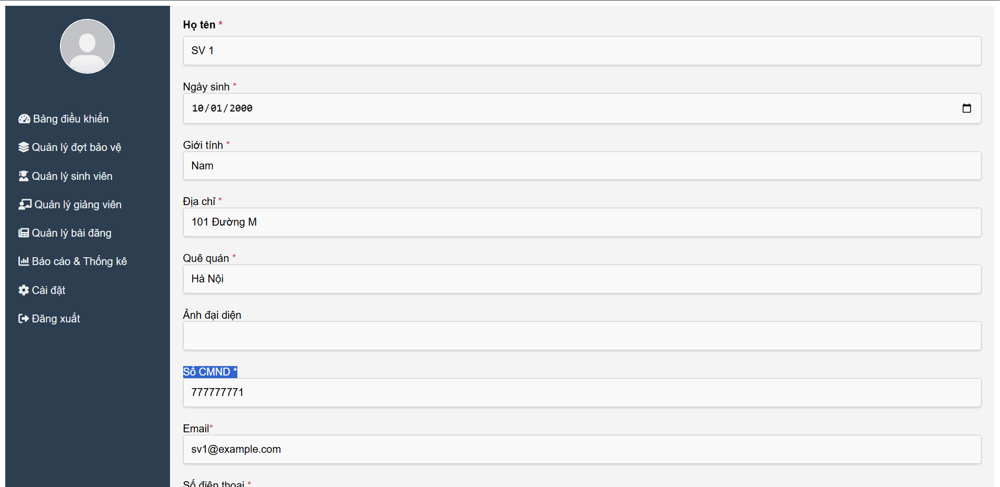 Bảng điều khiển
Quản lý đợt bảo vệ
Quản lý sinh viên
Quản lý giảng viên
Quản lý bài đăng
Báo cáo & Thống kê
Cài đặt
Đăng xuất
Họ tên *
SV 1
Ngày sinh *
10/01/2000
Giới tính *
Nam
Địa chỉ *
101 Đường M
Quê quán *
Hà Nội
Ảnh đại diện
Số CMND *
777777771
Email*
sv1@example.com
Số điện thoại *